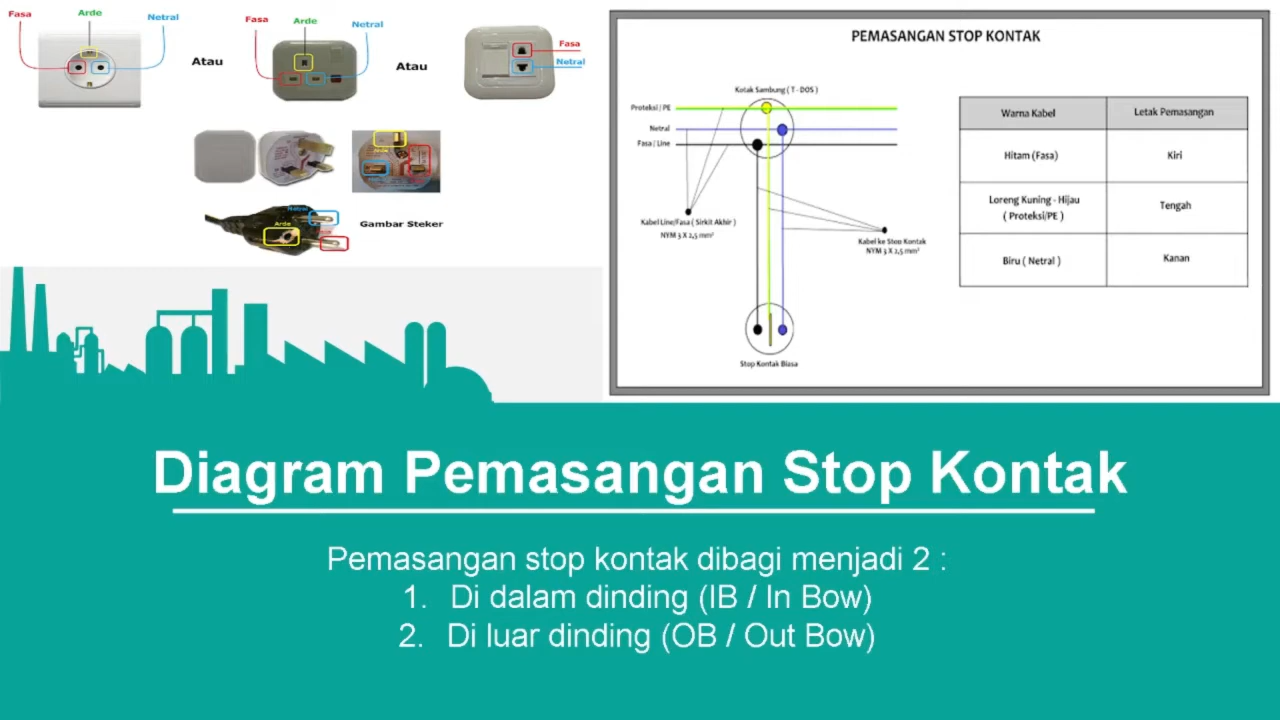 Fasa
Arde
Netral
Atau
Fasa
Arde
Netral
Atau
Fasa
Netral
Arde
Netral
Arde
Gambar Steker
PEMASANGAN STOP KONTAK
Kotak Sambung ( T - DOS )
Proteksi / PE
Netral
Fasa / Line
Kabel Line/Fasa ( Sirkit Akhir )
NYM 3 X 2,5 mm²
Kabel ke Stop Kontak
NYM 3 X 2,5 mm²
Stop Kontak Biasa
Warna Kabel
Letak Pemasangan
Hitam (Fasa)
Kiri
Loreng Kuning - Hijau
( Proteksi/PE )
Tengah
Biru ( Netral )
Kanan
Diagram Pemasangan Stop Kontak
Pemasangan stop kontak dibagi menjadi 2 :
1. Di dalam dinding (IB / In Bow)
2. Di luar dinding (OB / Out Bow)